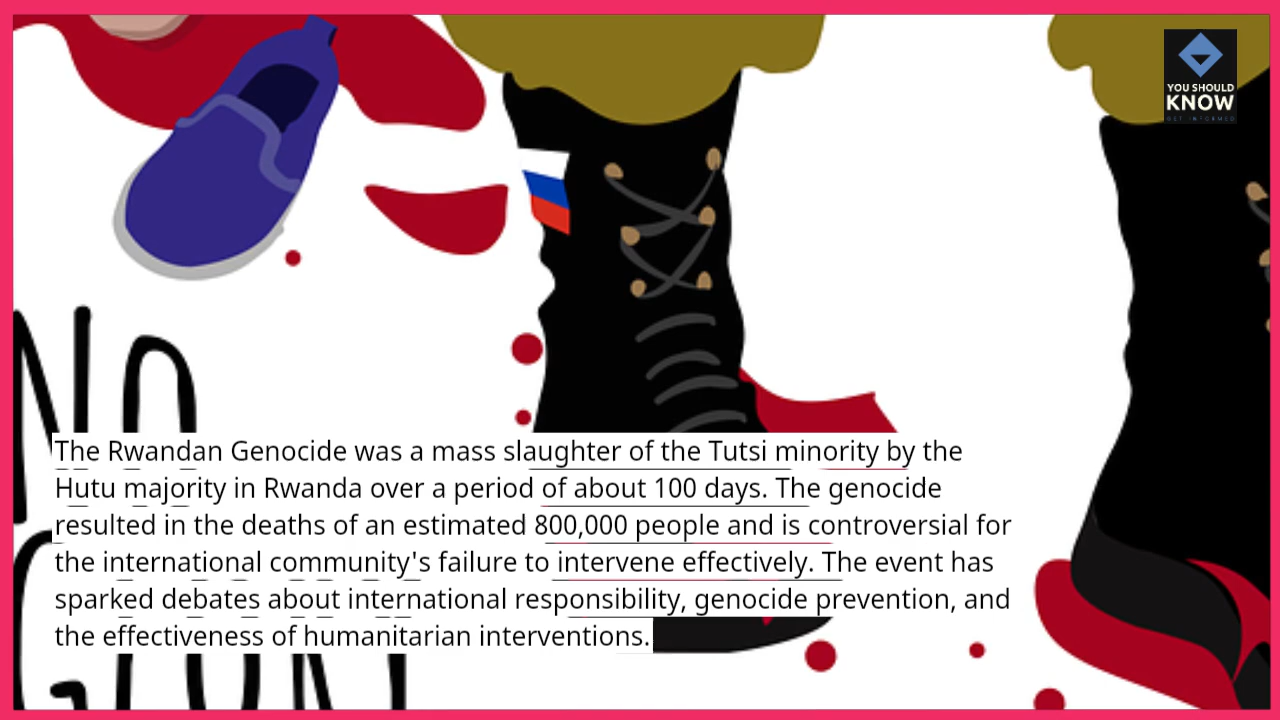 YOU SHOULD
KNOW
GET INFORMED
NO
The Rwandan Genocide was a mass slaughter of the Tutsi minority by the
Hutu majority in Rwanda over a period of about 100 days. The genocide
resulted in the deaths of an estimated 800,000 people and is controversial for
the international community's failure to intervene effectively. The event has
sparked debates about international responsibility, genocide prevention, and
the effectiveness of humanitarian interventions.